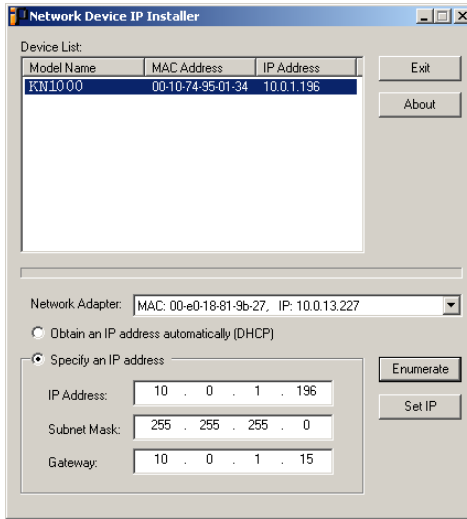 Network Device IP Installer
Device List:
Model Name MAC Address IP Address
KN1000 00-10-74-95-01-34 10.0.1.196
Exit
About
Network Adapter: MAC: 00-e0-18-81-9b-27, IP: 10.0.13.227
Obtain an IP address automatically (DHCP)
Specify an IP address
IP Address: 10 . 0 . 1 . 196
Subnet Mask: 255 . 255 . 255 . 0
Gateway: 10 . 0 . 1 . 15
Enumerate
Set IP